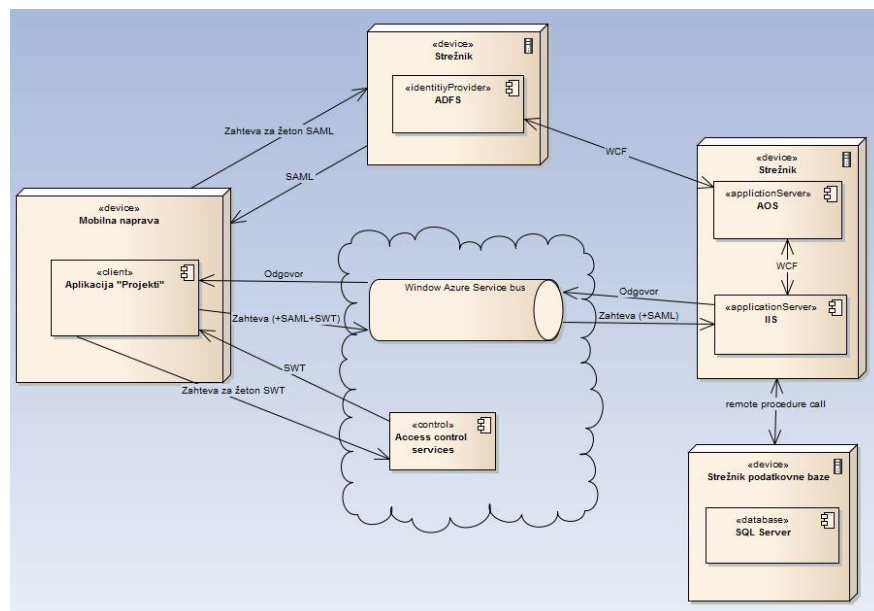 «device»
Strežnik
«identitiyProvider»
ADFS
Zahteva za žeton SAML
SAML
WCF
«device»
Strežnik
«applictionServer»
AOS
WCF
«applicationServer»
IIS
«device»
Mobilna naprava
«client»
Aplikacija "Projekti"
Odgovor
Window Azure Service bus
Odgovor
Zahteva (+SAML+SWT)
Zahteva (+SAML)
SWT
Zahteva za žeton SWT
«control»
Access control
services
remote procedure call
«device»
Strežnik podatkovne baze
«database»
SQL Server